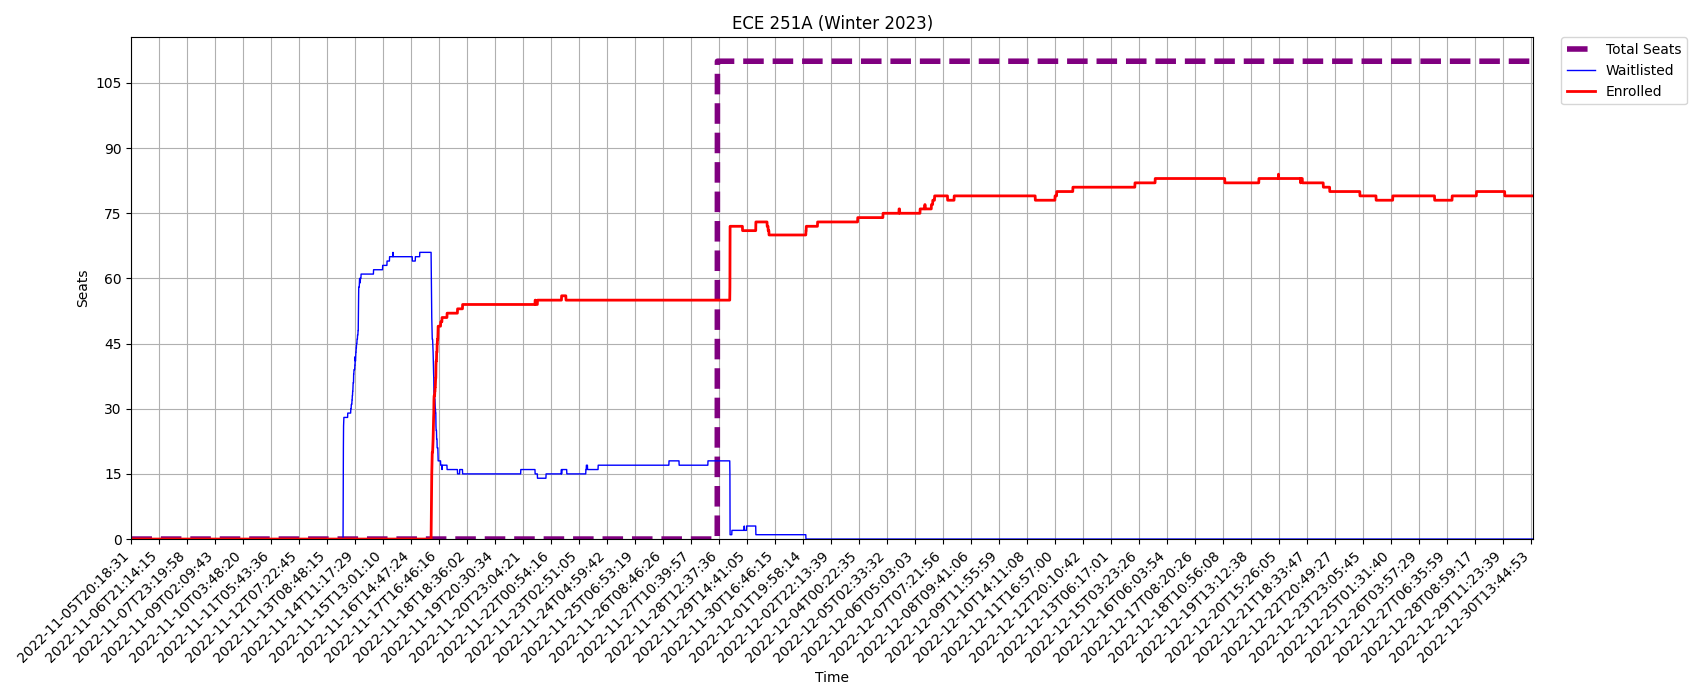 ECE 251A (Winter 2023)
Total Seats
Waitlisted
Enrolled
105
90
75
60
45
30
15
0
Seats
2022-11-05T20:18:31
2022-11-06T21:14:15
2022-11-07T23:19:58
2022-11-09T02:09:43
2022-11-10T03:48:20
2022-11-11T05:43:36
2022-11-12T07:22:45
2022-11-13T08:48:15
2022-11-14T11:17:29
2022-11-15T13:01:10
2022-11-16T14:47:24
2022-11-17T16:46:16
2022-11-18T18:36:02
2022-11-19T20:30:34
2022-11-20T23:04:21
2022-11-22T00:54:16
2022-11-23T02:51:05
2022-11-24T04:59:42
2022-11-25T06:53:19
2022-11-26T08:46:26
2022-11-27T10:39:57
2022-11-28T12:37:36
2022-11-29T14:41:05
2022-11-30T16:46:15
2022-12-01T19:58:14
2022-12-02T22:13:39
2022-12-04T00:22:35
2022-12-05T02:33:32
2022-12-06T05:03:03
2022-12-07T07:21:56
2022-12-08T09:41:06
2022-12-09T11:55:59
2022-12-10T14:11:08
2022-12-11T16:57:00
2022-12-12T20:10:42
2022-12-13T06:17:01
2022-12-15T03:23:26
2022-12-16T06:03:54
2022-12-17T08:20:26
2022-12-18T10:56:08
2022-12-19T13:12:38
2022-12-20T15:26:05
2022-12-21T18:33:47
2022-12-22T20:49:27
2022-12-23T23:05:45
2022-12-25T01:31:40
2022-12-26T03:57:29
2022-12-27T06:35:59
2022-12-28T08:59:17
2022-12-29T11:23:39
2022-12-30T13:44:53
Time